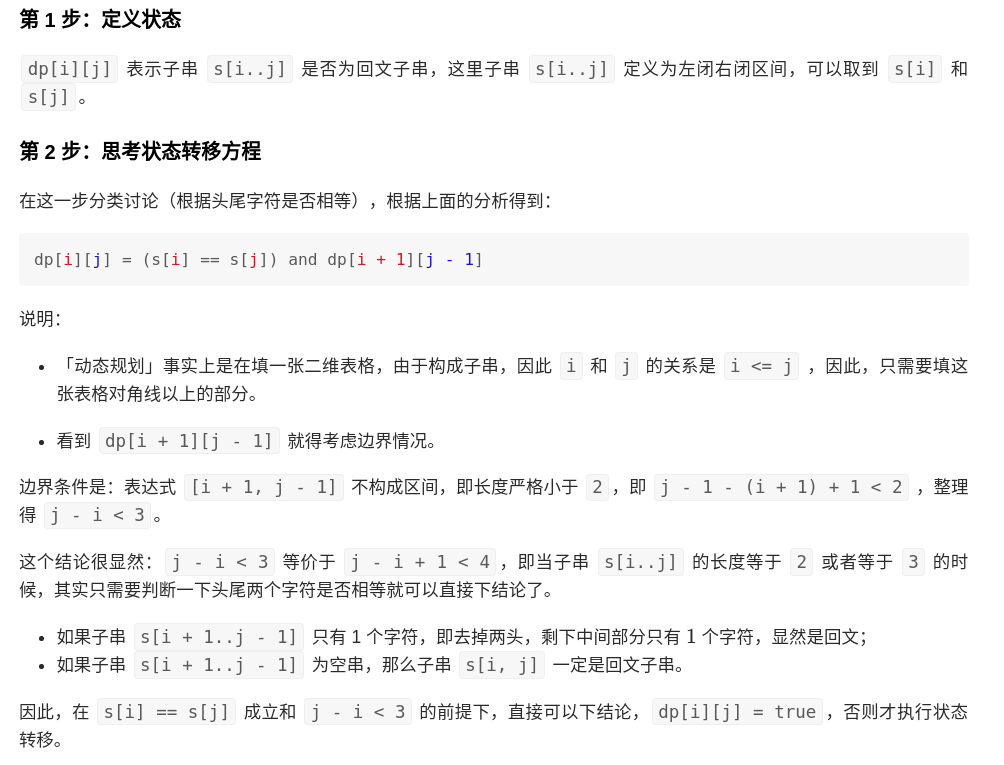 第 1 步：定义状态
dp[i][j] 表示子串 s[i..j] 是否为回文子串，这里子串 s[i..j] 定义为左闭右闭区间，可以取到 s[i] 和
s[j] 。
第 2 步：思考状态转移方程
在这一步分类讨论（根据头尾字符是否相等），根据上面的分析得到：
dp[i][j] = (s[i] == s[j]) and dp[i + 1][j - 1]
说明：
• 「动态规划」事实上是在填一张二维表格，由于构成子串，因此 i 和 j 的关系是 i <= j ，因此，只需要填这
张表格对角线以上的部分。
• 看到 dp[i + 1][j - 1] 就得考虑边界情况。
边界条件是：表达式 [i + 1, j - 1] 不构成区间，即长度严格小于 2 ，即 j - 1 - (i + 1) + 1 < 2 ，整理
得 j - i < 3 。
这个结论很显然：j - i < 3 等价于 j - i + 1 < 4 ，即当子串 s[i..j] 的长度等于 2 或者等于 3 的时
候，其实只需要判断一下头尾两个字符是否相等就可以直接下结论了。
• 如果子串 s[i + 1..j - 1] 只有 1 个字符，即去掉两头，剩下中间部分只有 1 个字符，显然是回文；
• 如果子串 s[i + 1..j - 1] 为空串，那么子串 s[i, j] 一定是回文子串。
因此，在 s[i] == s[j] 成立和 j - i < 3 的前提下，直接可以下结论，dp[i][j] = true ，否则才执行状态
转移。